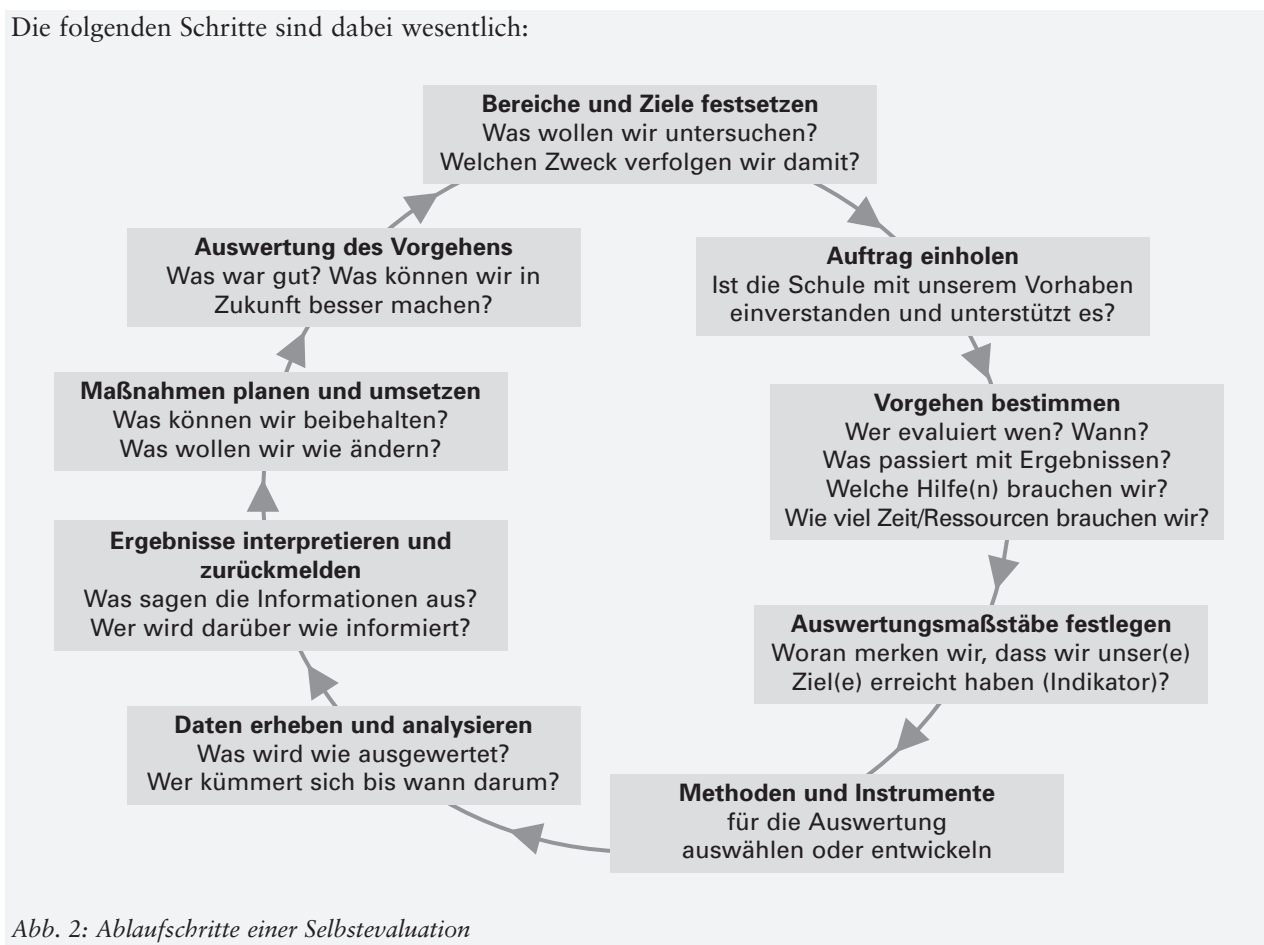 Die folgenden Schritte sind dabei wesentlich:
Bereiche und Ziele festsetzen
Was wollen wir untersuchen?
Welchen Zweck verfolgen wir damit?
Auftrag einholen
Ist die Schule mit unserem Vorhaben
einverstanden und unterstützt es?
Vorgehen bestimmen
Wer evaluiert wen? Wann?
Was passiert mit Ergebnissen?
Welche Hilfe(n) brauchen wir?
Wie viel Zeit/Ressourcen brauchen wir?
Auswertungsmaßstäbe festlegen
Woran merken wir, dass wir unser(e)
Ziel(e) erreicht haben (Indikator)?
Methoden und Instrumente
für die Auswertung
auswählen oder entwickeln
Daten erheben und analysieren
Was wird wie ausgewertet?
Wer kümmert sich bis wann darum?
Ergebnisse interpretieren und
zurückmelden
Was sagen die Informationen aus?
Wer wird darüber wie informiert?
Maßnahmen planen und umsetzen
Was können wir beibehalten?
Was wollen wir wie ändern?
Auswertung des Vorgehens
Was war gut? Was können wir in
Zukunft besser machen?
Abb. 2: Ablaufschritte einer Selbstevaluation